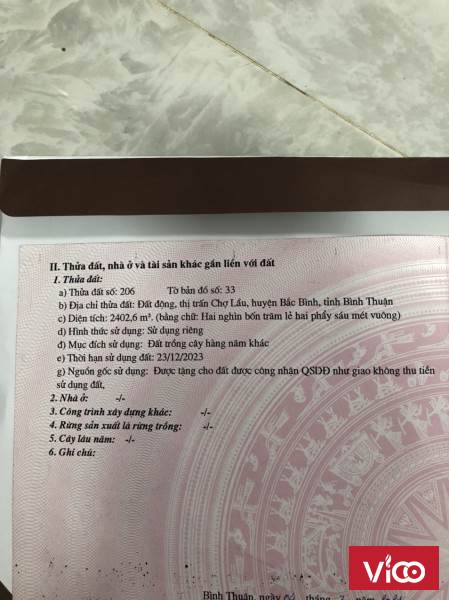 II. Thửa đất, nhà ở và tài sản khác gắn liền với đất
1. Thửa đất:
a) Thửa đất số: 206 Tờ bản đồ số: 33
b) Địa chỉ thửa đất: Đất động, thị trấn Chợ Lầu, huyện Bắc Bình, tỉnh Bình Thuận
c) Diện tích: 2402,6 m². (bằng chữ: Hai nghìn bốn trăm lẻ hai phẩy sáu mét vuông)
d) Hình thức sử dụng: Sử dụng riêng
đ) Mục đích sử dụng: Đất trồng cây hàng năm khác
e) Thời hạn sử dụng đất: 23/12/2023
g) Nguồn gốc sử dụng: Được tặng cho đất được công nhận QSDĐ như giao không thu tiền
sử dụng đất,
2. Nhà ở: -/-
3. Công trình xây dựng khác: -/-
4. Rừng sản xuất là rừng trồng: -/-
5. Cây lâu năm: -/-
6. Ghi chú:
Bình Thuận, ngày tháng năm
VICO